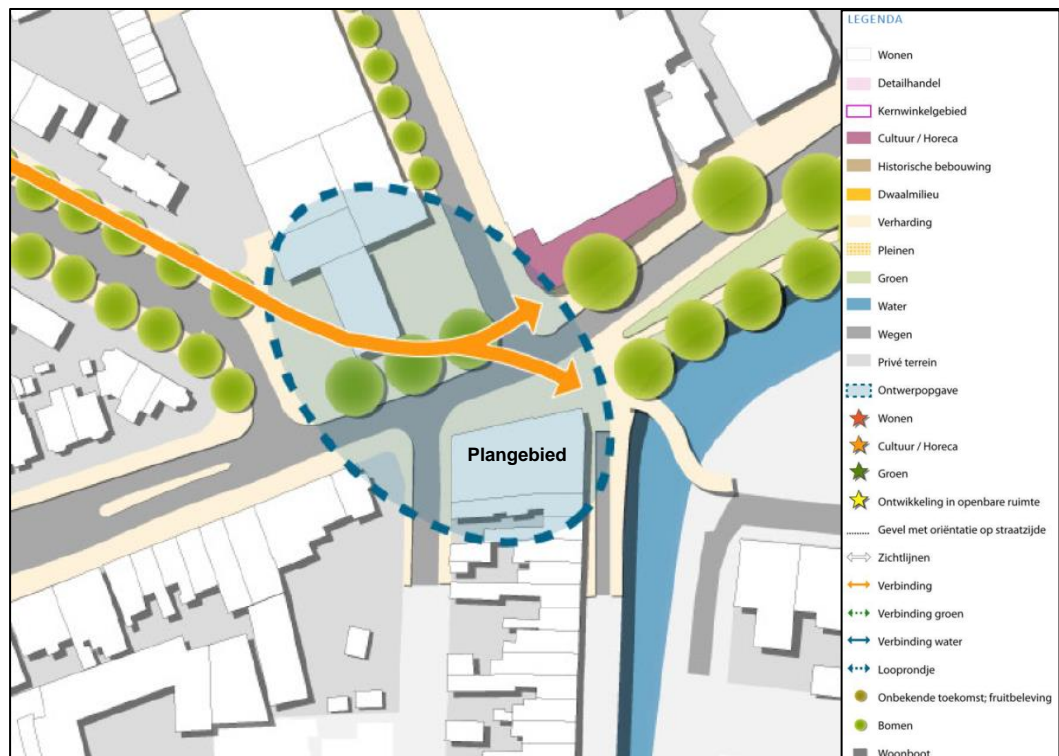 Plangebied
LEGENDA
Wonen
Detailhandel
Kernwinkelgebied
Cultuur / Horeca
Historische bebouwing
Dwaalmilieu
Verharding
Pleinen
Groen
Water
Wegen
Privé terrein
Ontwerpopgave
Wonen
Cultuur / Horeca
Groen
Ontwikkeling in openbare ruimte
Gevel met oriëntatie op straatzijde
Zichtlijnen
Verbinding
Verbinding groen
Verbinding water
Looprondje
Onbekende toekomst; fruitbeleving
Bomen
Woonboot